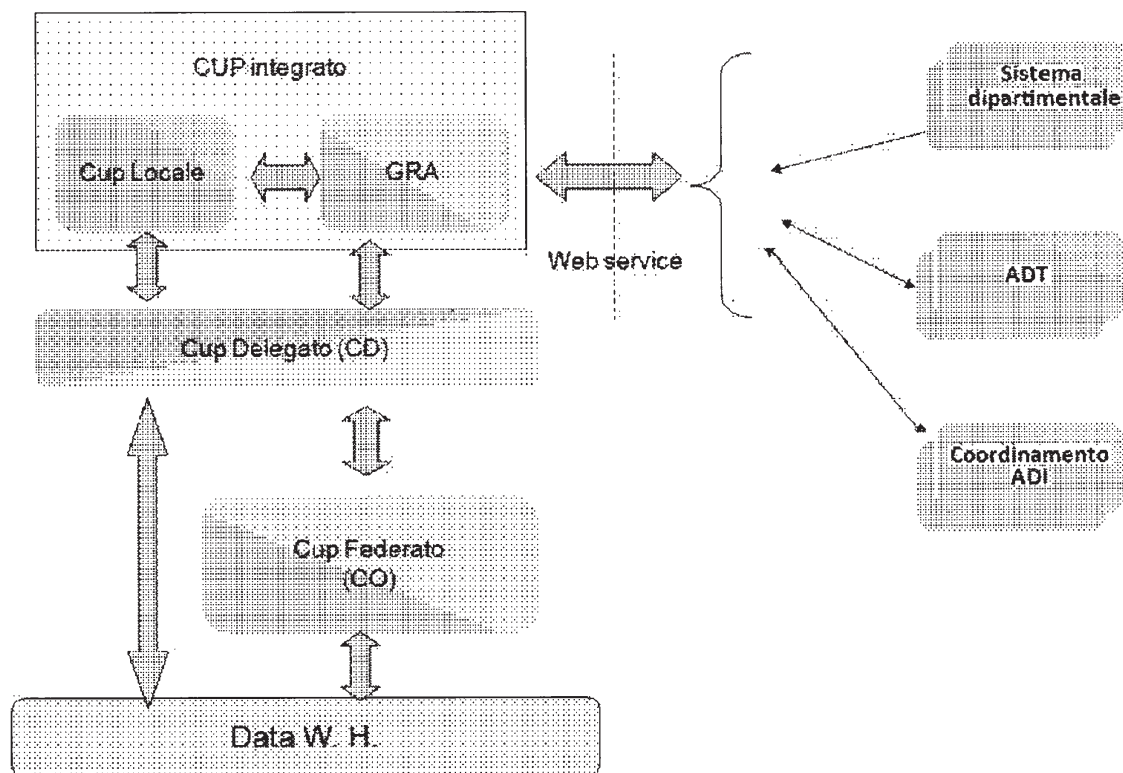 CUP integrato
Cup Locale
GRA
Web service
Sistema
dipartimentale
ADT
Coordinamento
ADI
Cup Delegato (CD)
Cup Federato
(CO)
Data W. H.